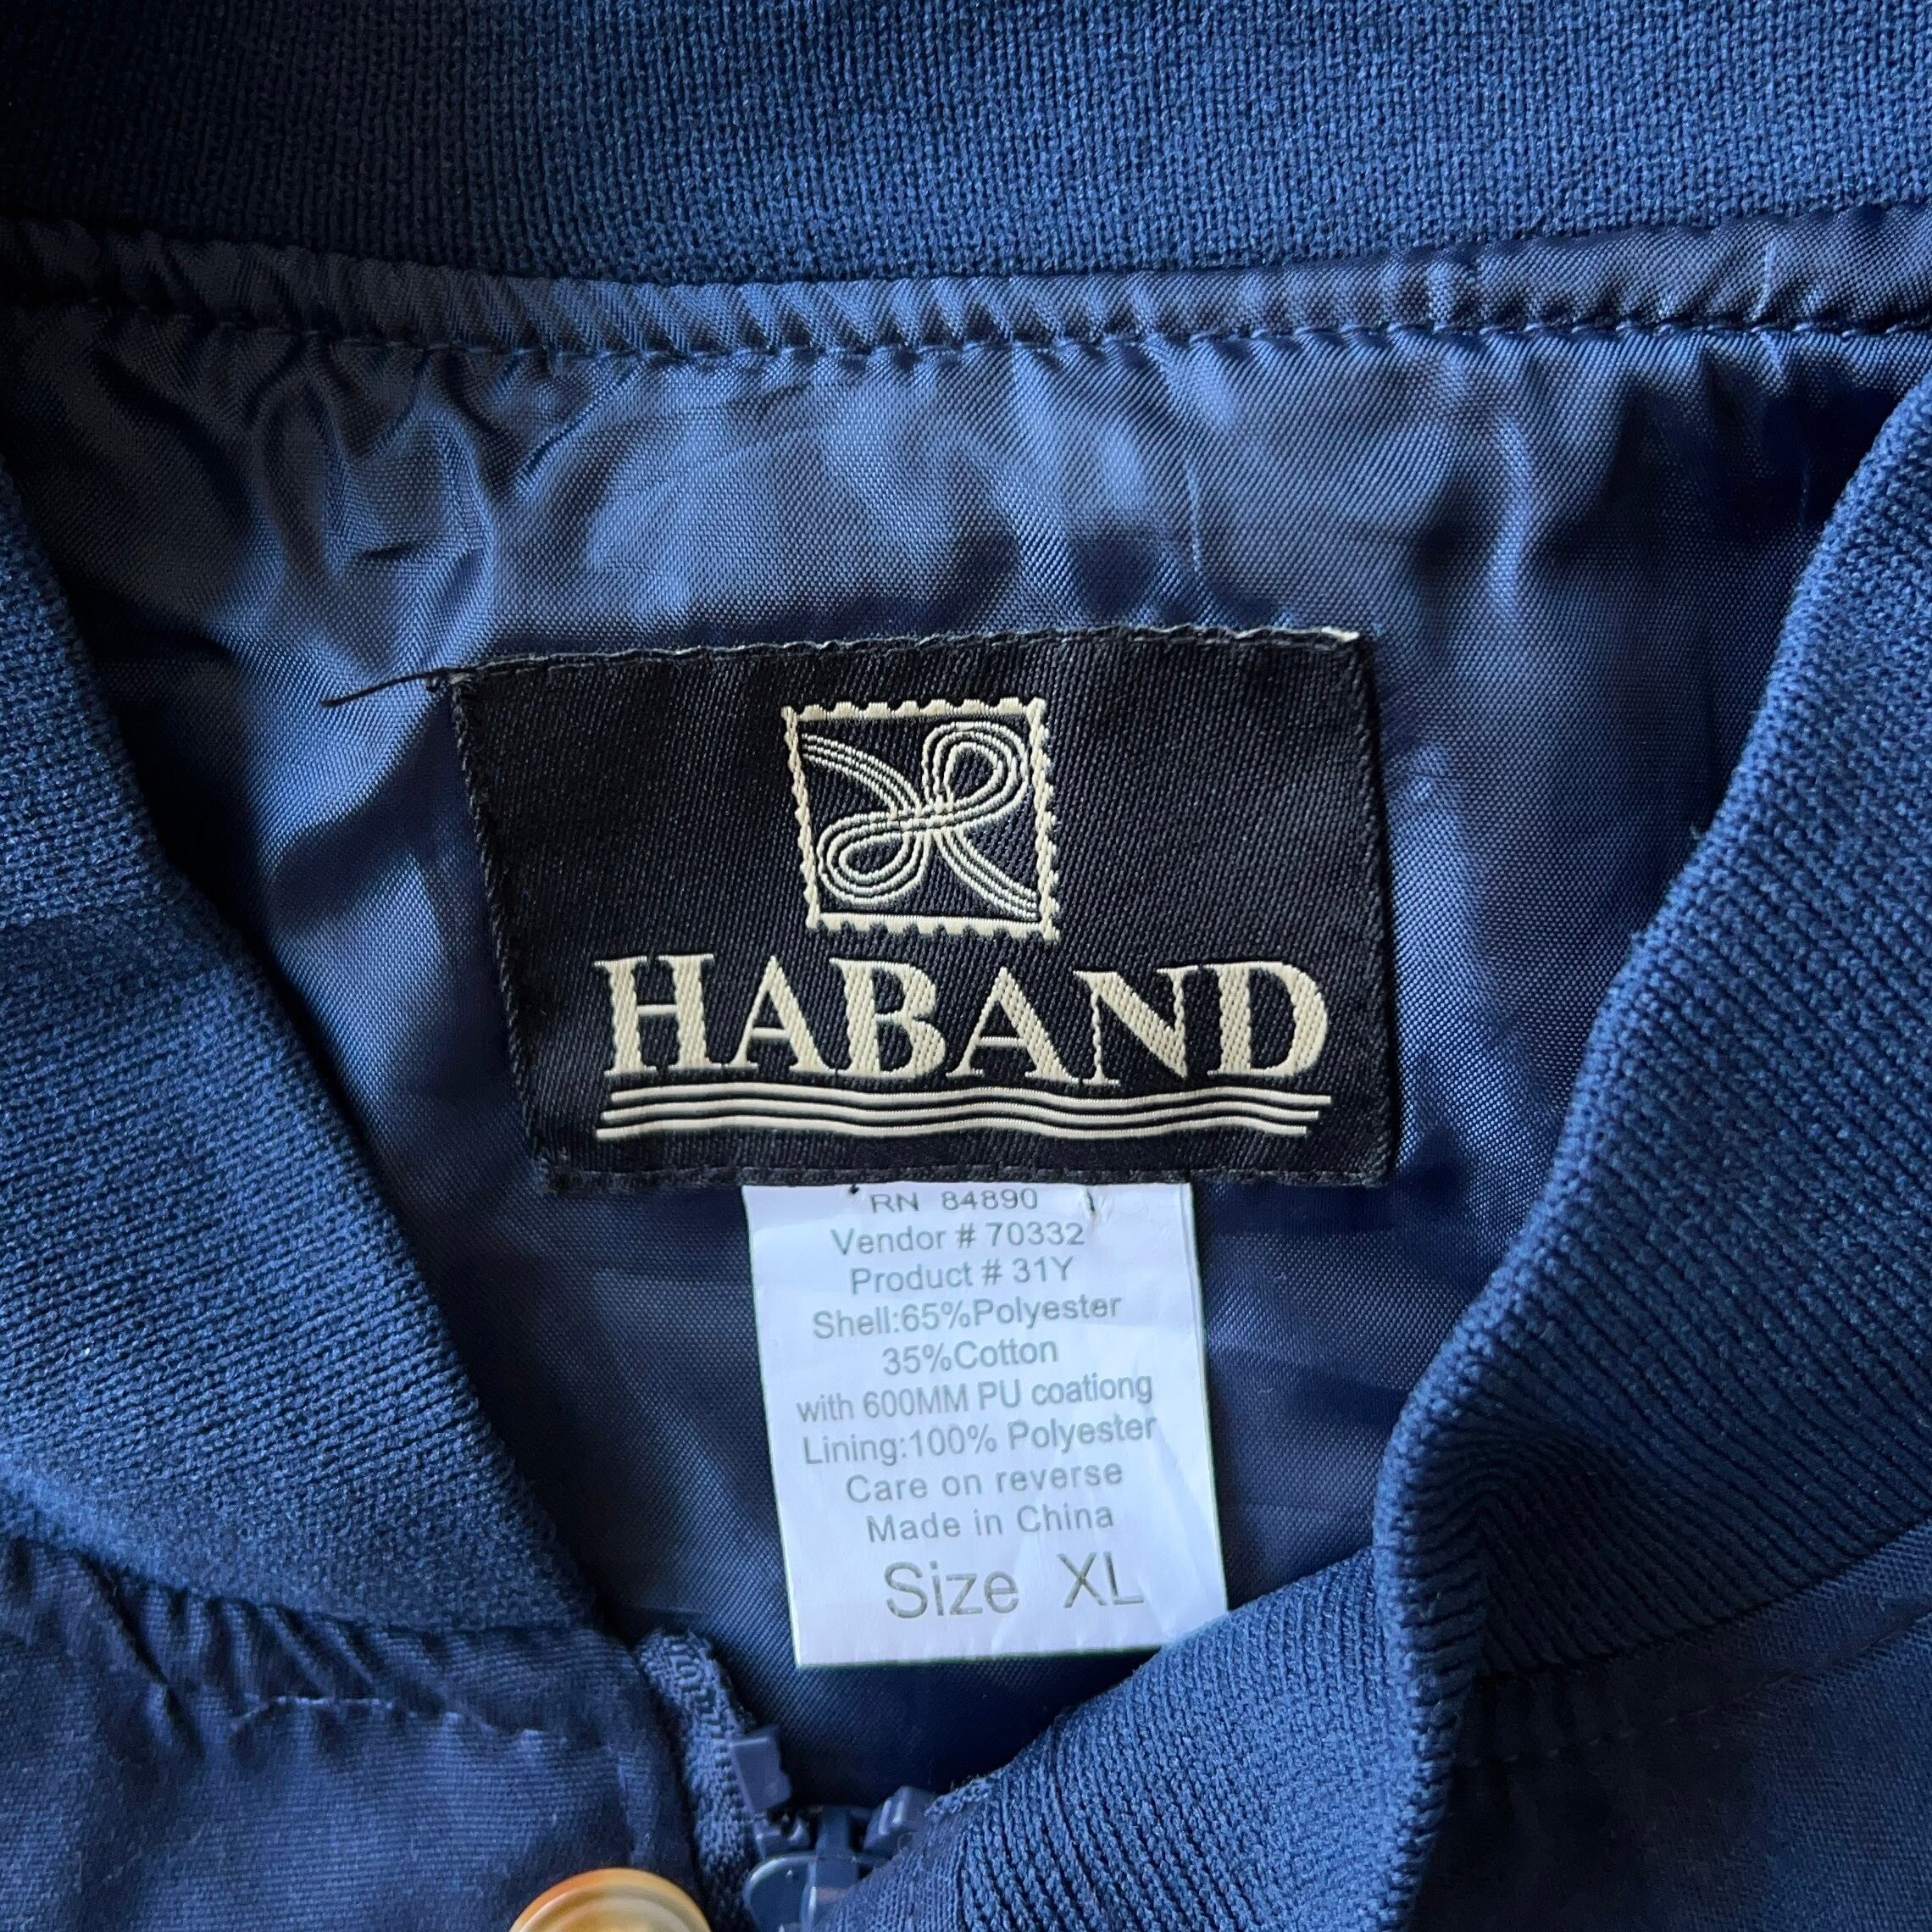 HABAND
RN 84890
Vendor # 70332
Product # 31Y
Shell:65%Polyester
35%Cotton
with 600MM PU coationg
Lining:100% Polyester
Care on reverse
Made in China
Size XL